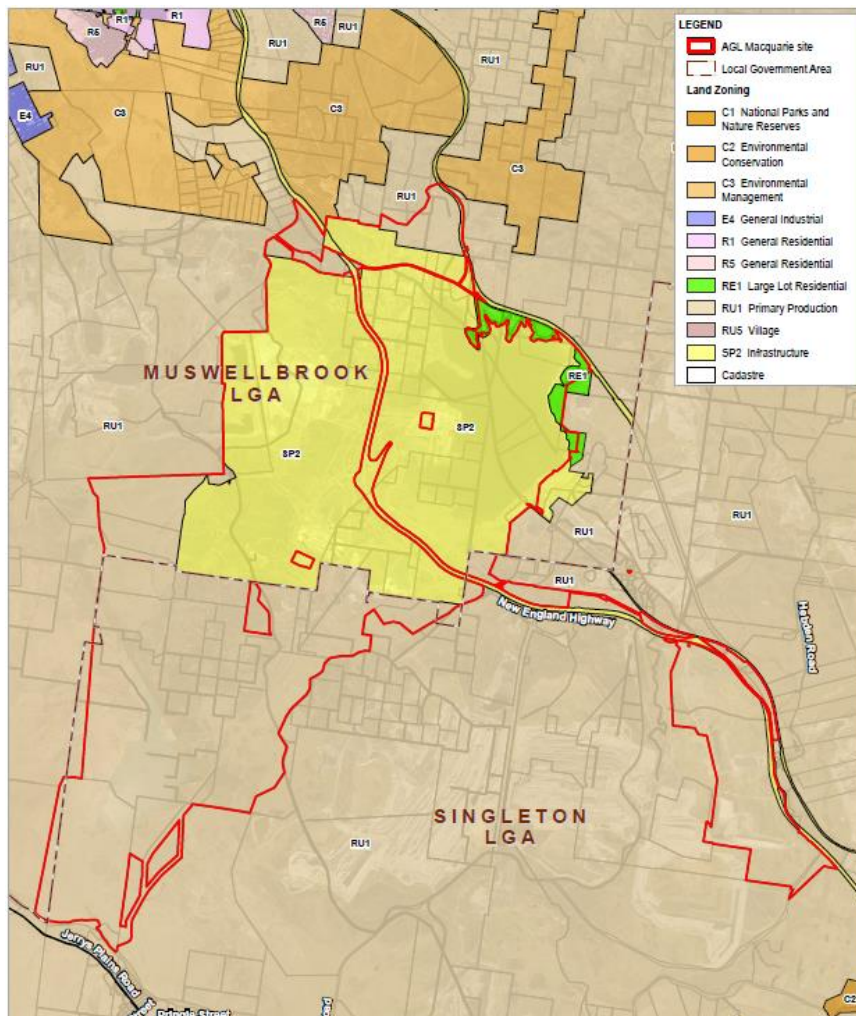 R1
R5
R1
R5
RU1
RU1
RU1
RU1
E4
C3
C3
C3
RU1
LEGEND
AGL Macquarie site
Local Government Area
Land Zoning
C1 National Parks and
Nature Reserves
C2 Environmental
Conservation
C3 Environmental
Management
E4 General Industrial
R1 General Residential
R5 General Residential
RE1 Large Lot Residential
RU1 Primary Production
RU5 Village
SP2 Infrastructure
Cadastre
MUSWELLBROOK
LGA
RE1
RU1
SP2
SP2
RU1
RU1
RU1
New England Highway
Hebden Road
SINGLETON
LGA
RU1
Jerrys Plains Road
Pringle Street
C2